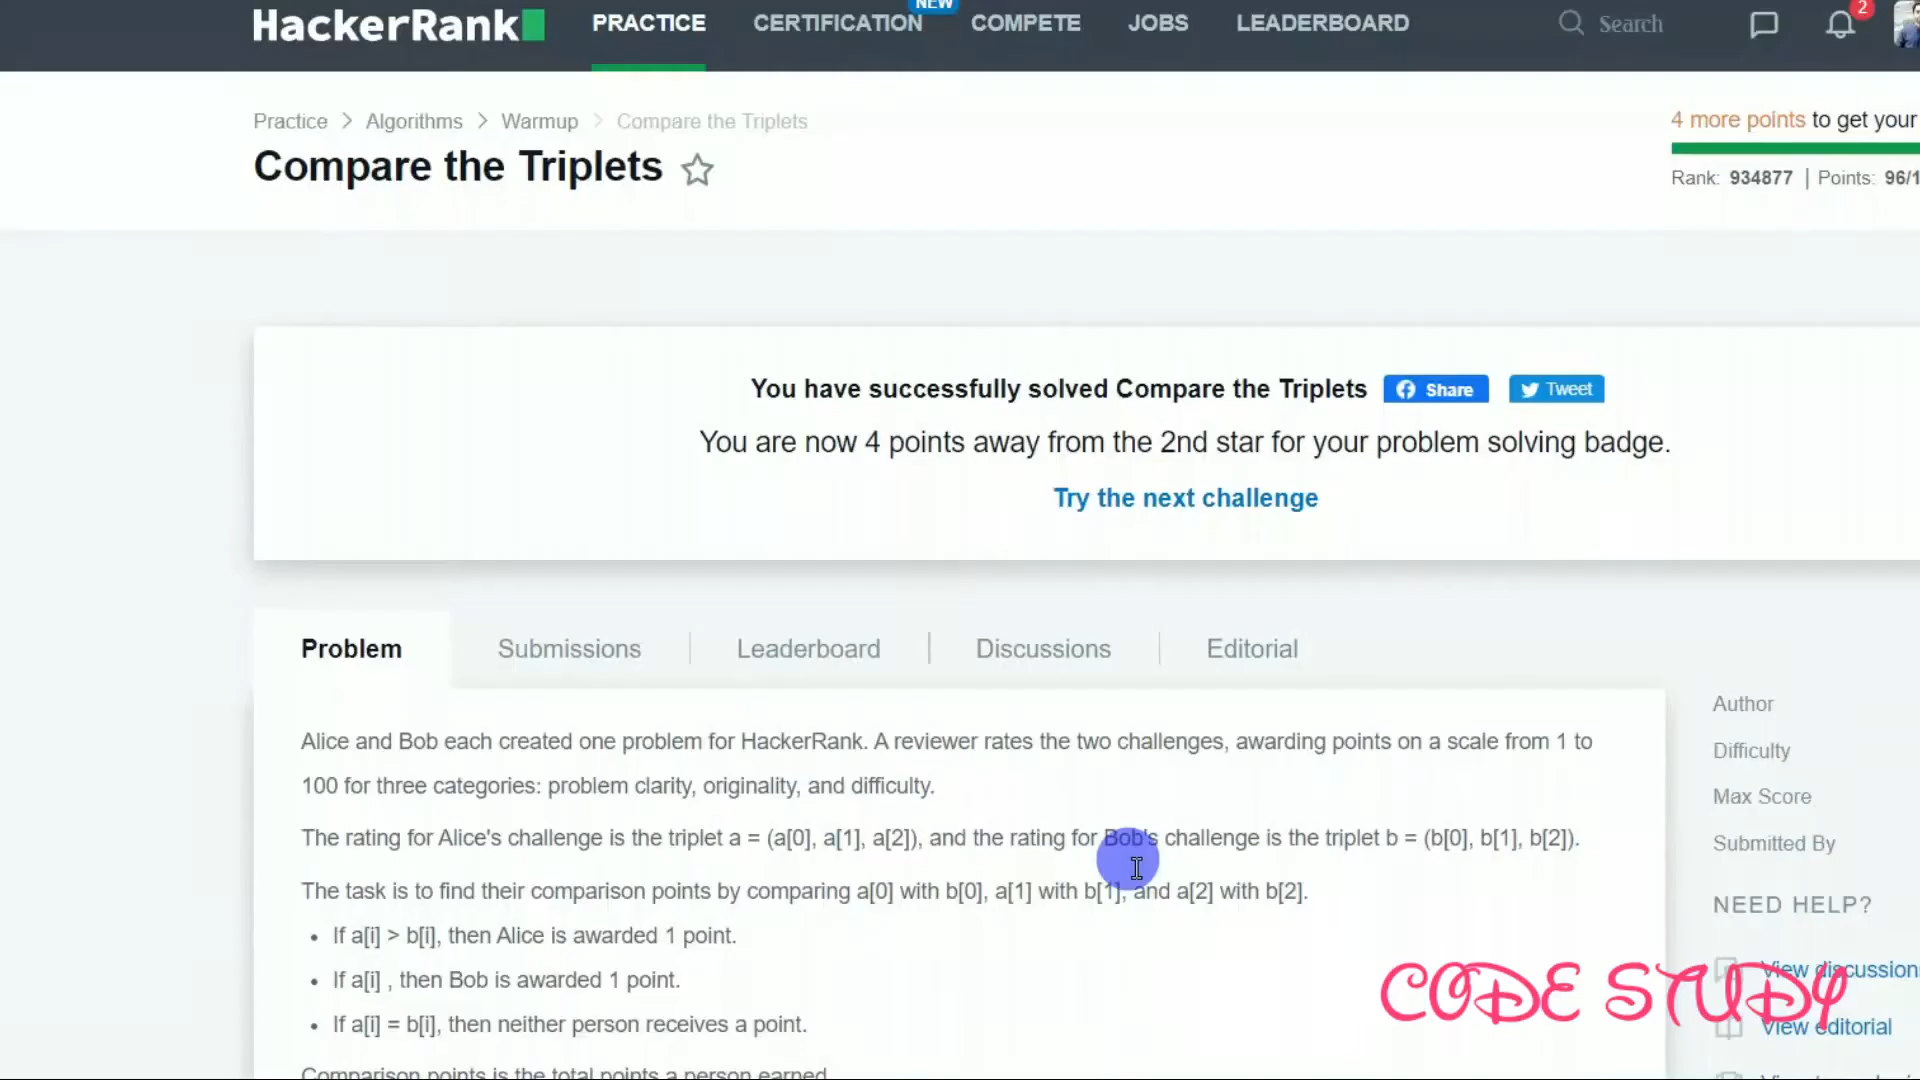 HackerRank
PRACTICE
CERTIFICATION
NEW
COMPETE
JOBS
LEADERBOARD
Search
2
Practice > Algorithms > Warmup > Compare the Triplets
Compare the Triplets
4 more points to get your
Rank: 934877 | Points: 96/1
You have successfully solved Compare the Triplets
Share
Tweet
You are now 4 points away from the 2nd star for your problem solving badge.
Try the next challenge
Problem
Submissions
Leaderboard
Discussions
Editorial
Alice and Bob each created one problem for HackerRank. A reviewer rates the two challenges, awarding points on a scale from 1 to
100 for three categories: problem clarity, originality, and difficulty.
The rating for Alice's challenge is the triplet a = (a[0], a[1], a[2]), and the rating for Bob's challenge is the triplet b = (b[0], b[1], b[2]).
The task is to find their comparison points by comparing a[0] with b[0], a[1] with b[1], and a[2] with b[2].
• If a[i] > b[i], then Alice is awarded 1 point.
• If a[i] , then Bob is awarded 1 point.
• If a[i] = b[i], then neither person receives a point.
Comparison points is the total points a person earned
Author
Difficulty
Max Score
Submitted By
NEED HELP?
View discussion
View editorial
CODE STUDY